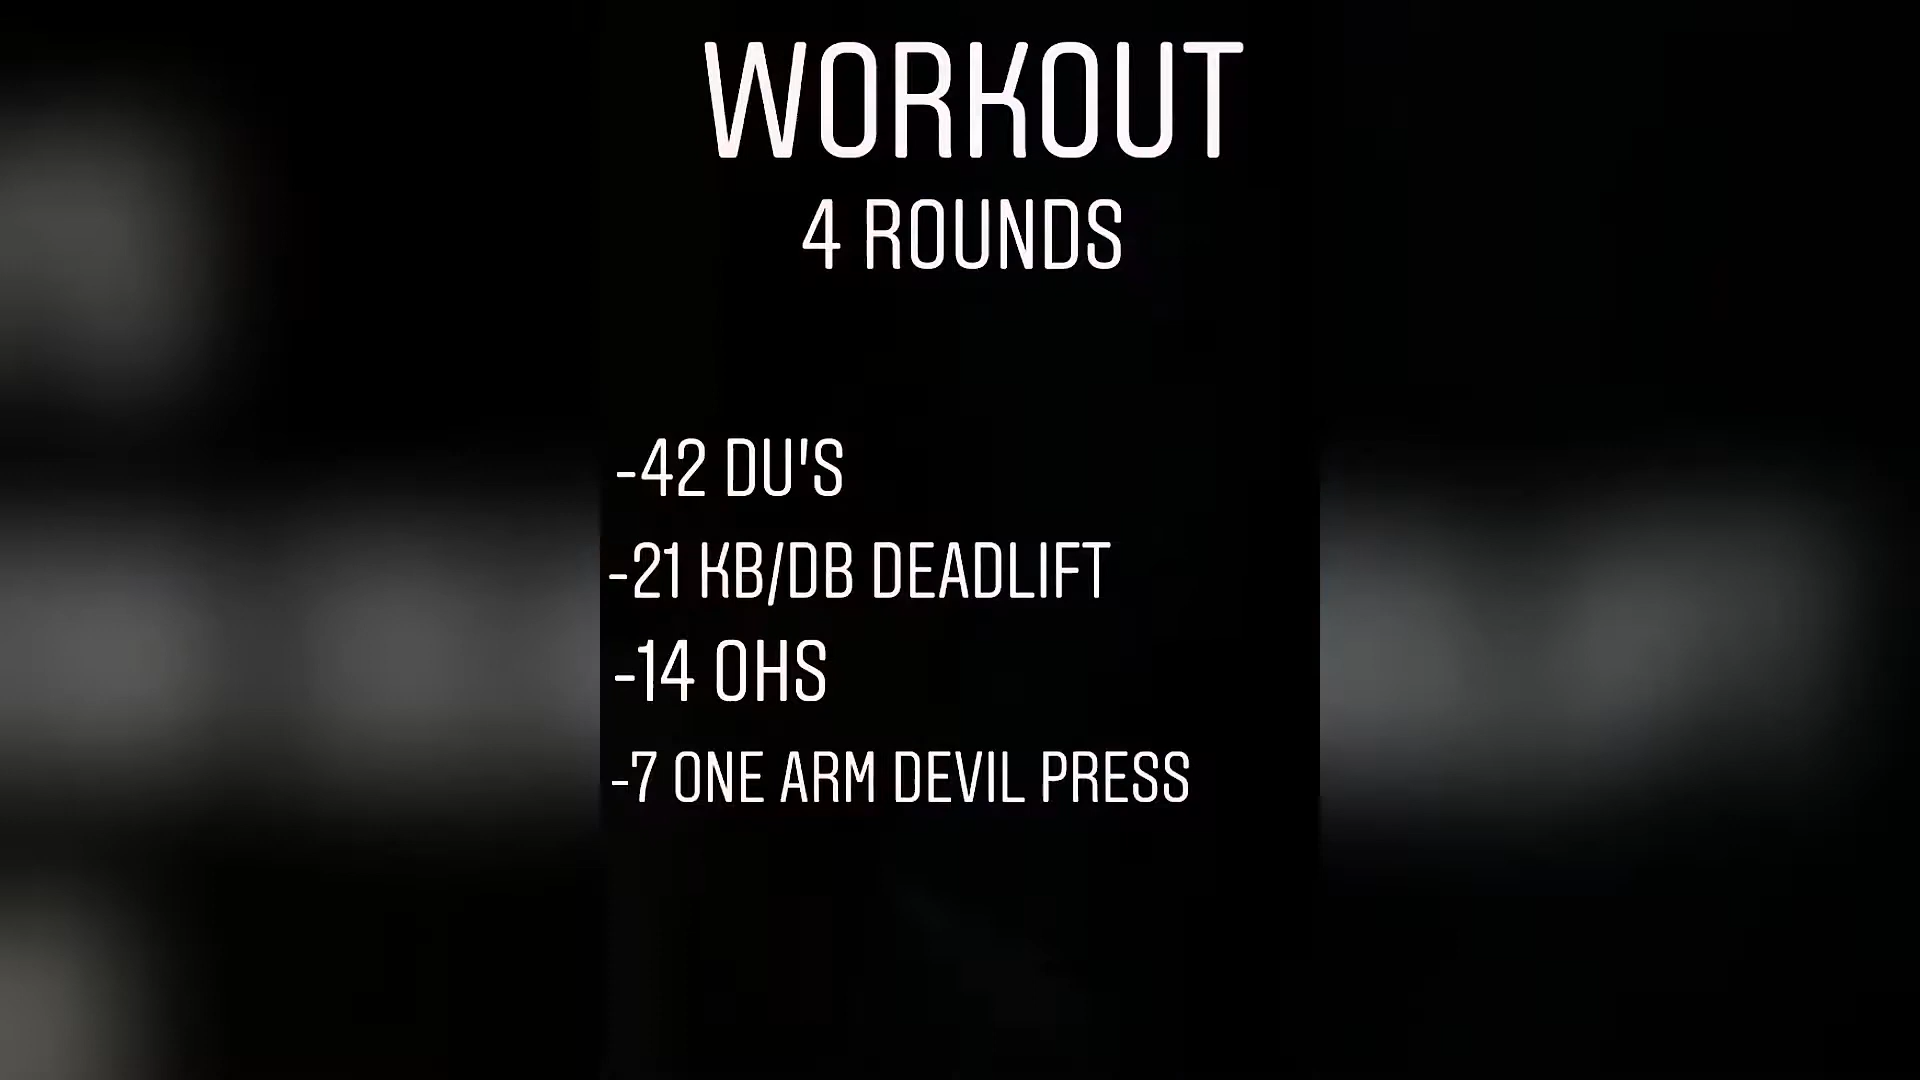 WORKOUT
4 ROUNDS
-42 DU'S
-21 KB/DB DEADLIFT
-14 OHS
-7 ONE ARM DEVIL PRESS